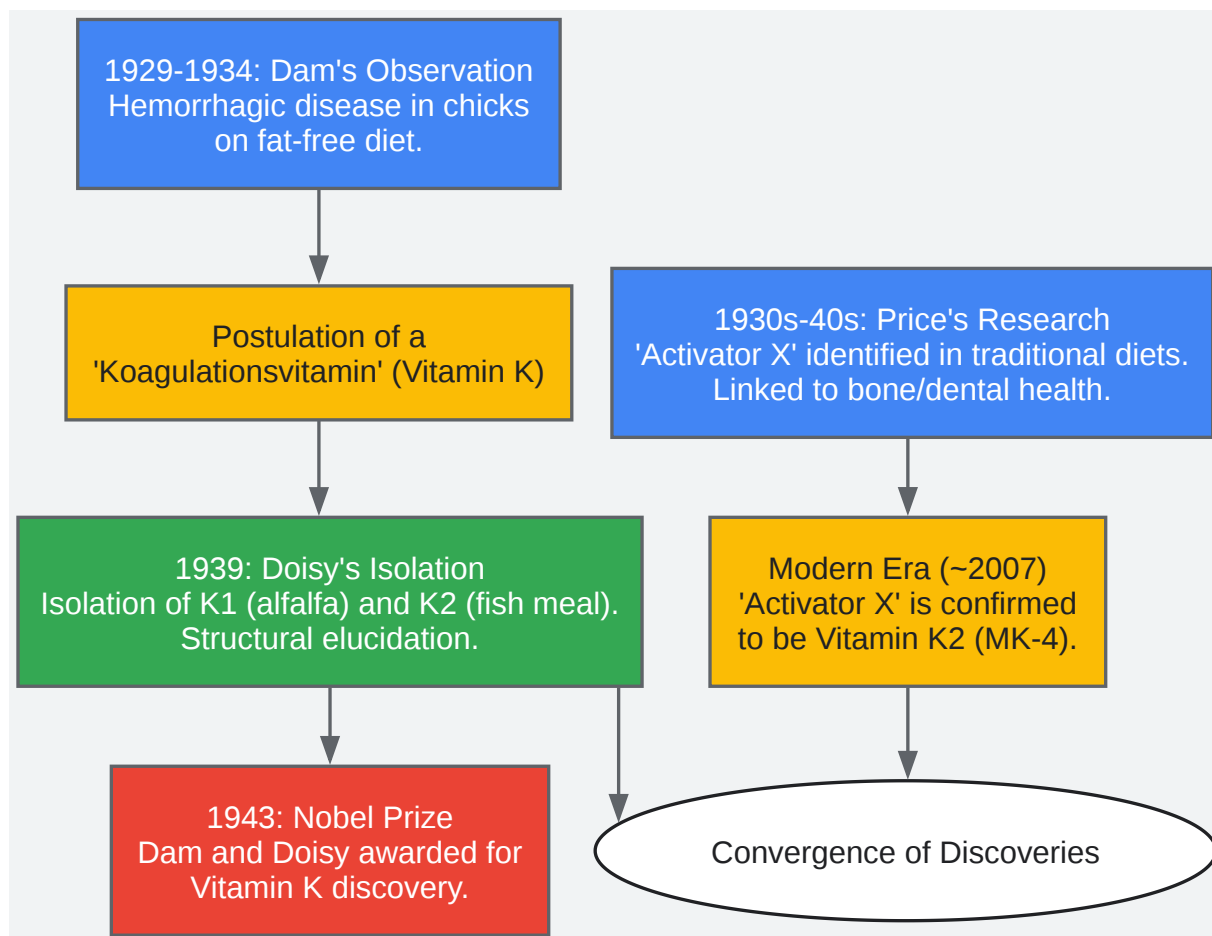 1929-1934: Dam's Observation
Hemorrhagic disease in chicks
on fat-free diet.
Postulation of a
'Koagulationsvitamin' (Vitamin K)
1930s-40s: Price's Research
'Activator X' identified in traditional diets.
Linked to bone/dental health.
1939: Doisy's Isolation
Isolation of K1 (alfalfa) and K2 (fish meal).
Structural elucidation.
Modern Era (~2007)
'Activator X' is confirmed
to be Vitamin K2 (MK-4).
1943: Nobel Prize
Dam and Doisy awarded for
Vitamin K discovery.
Convergence of Discoveries